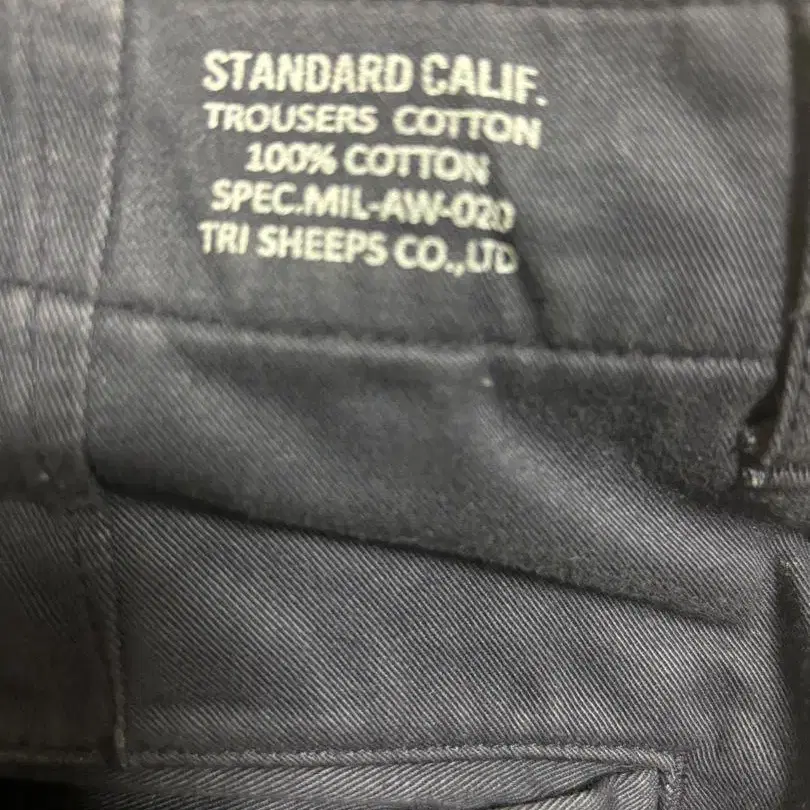 STANDARD CALIF.
TROUSERS COTTON
100% COTTON
SPEC.MIL-AW-020
TRI SHEEPS CO.,LTD